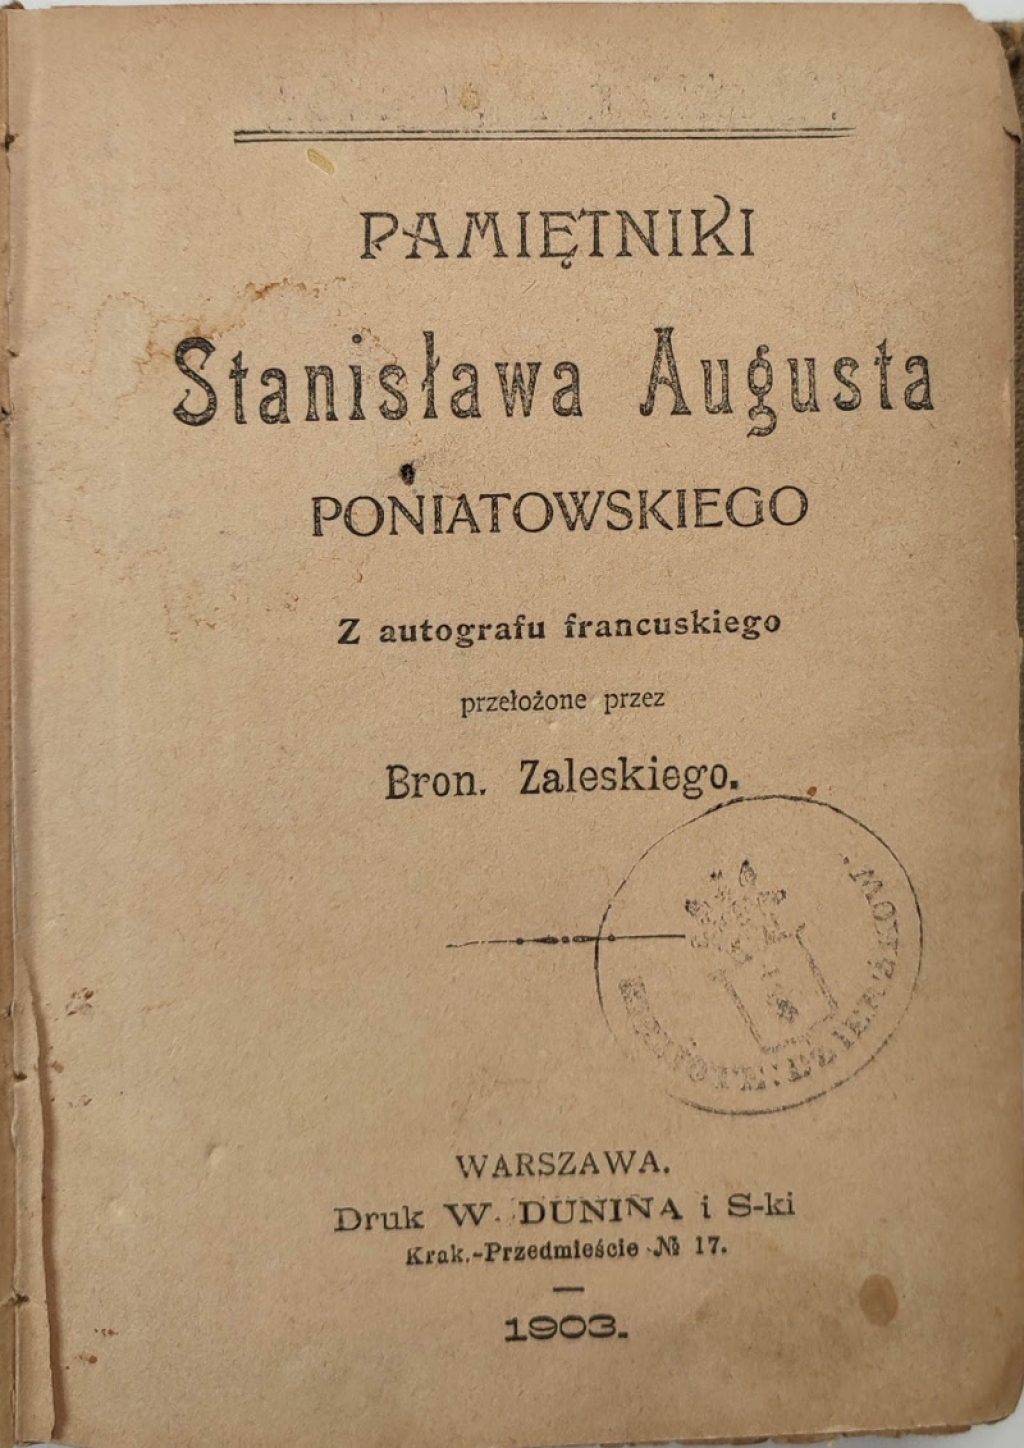 PAMIĘTNIKI
Stanisława Augusta
PONIATOWSKIEGO
Z autografu francuskiego
przełożone przez
Bron. Zaleskiego.
WARSZAWA.
Druk W. DUNINA i S-ki
Krak.-Przedmieście № 17.
1903.